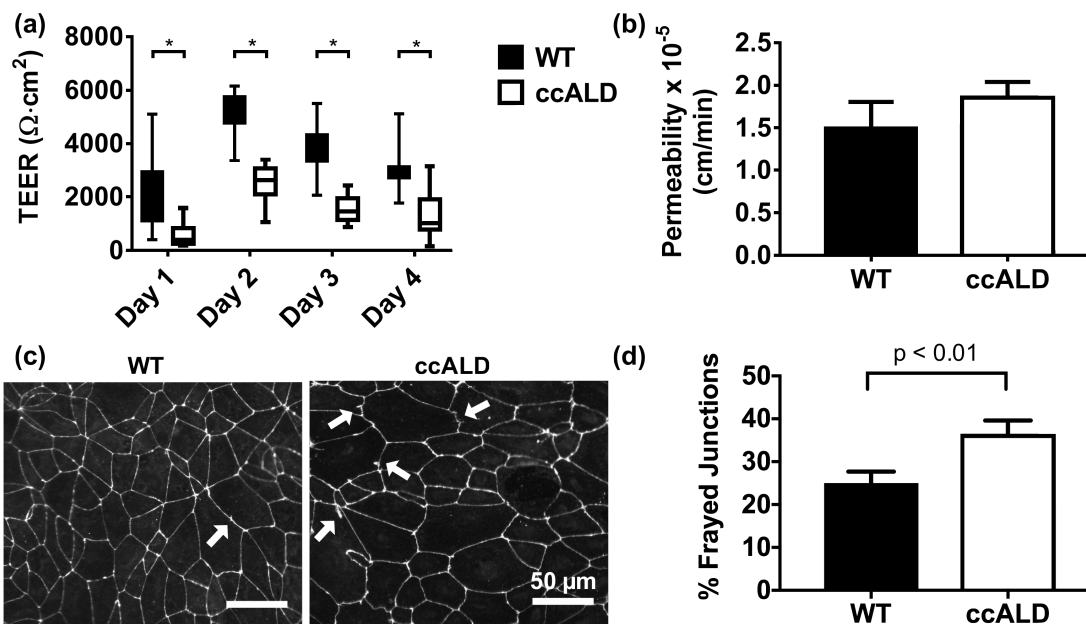 (a)
8000
6000
4000
2000
0
TEER (Ω·cm²)
* * * *
Day 1 Day 2 Day 3 Day 4
WT
ccALD
(b)
2.5
2.0
1.5
1.0
0.5
0.0
Permeability x 10⁻⁵
(cm/min)
WT ccALD
(c)
WT ccALD
50 µm
(d)
p < 0.01
50
40
30
20
10
0
% Frayed Junctions
WT ccALD